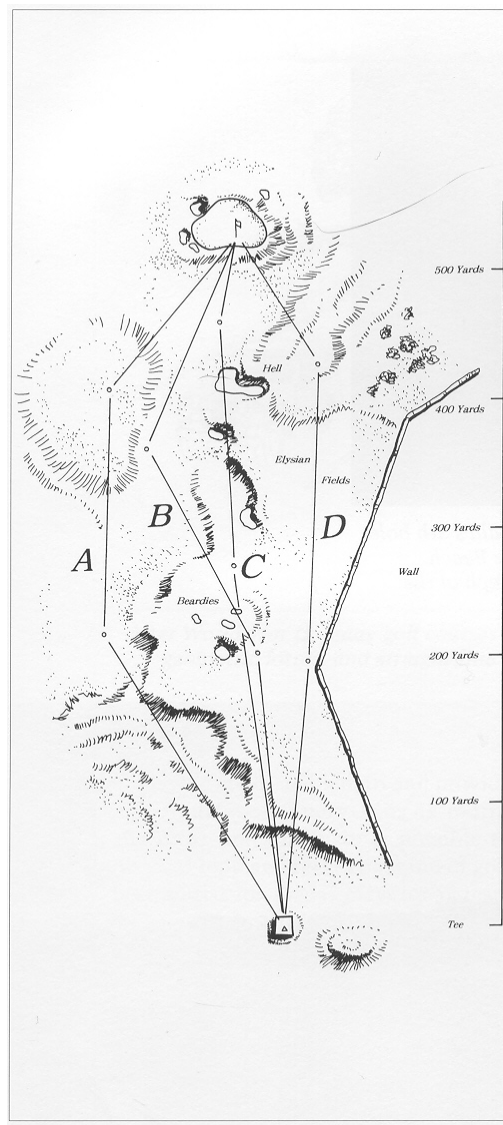 500 Yards
Hell
400 Yards
Elysian
Fields
B
D
300 Yards
A
C
Wall
Beardies
200 Yards
100 Yards
Tee